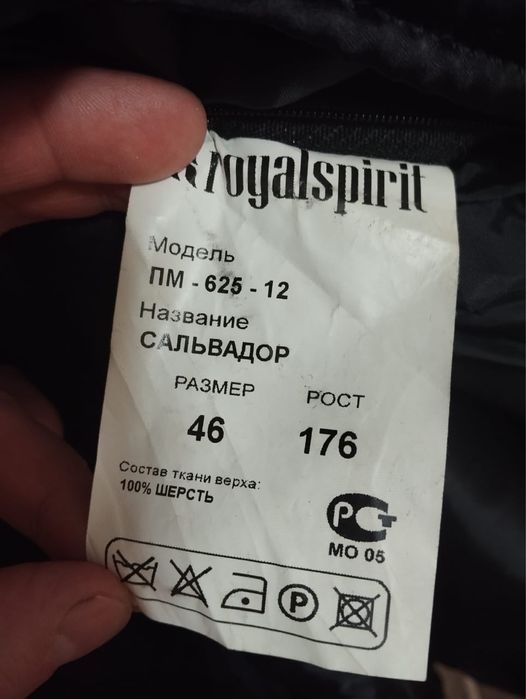 royalspirit
Модель
ПМ - 625 - 12
Название
САЛЬВАДОР
РАЗМЕР РОСТ
46 176
Состав ткани верха:
100% ШЕРСТЬ
РСТ
МО 05
P